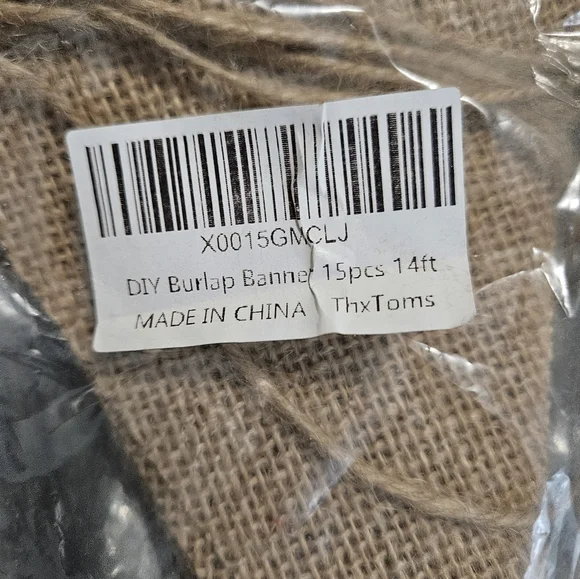 X0015GMCLJ
DIY Burlap Banner 15pcs 14ft
MADE IN CHINA ThxToms